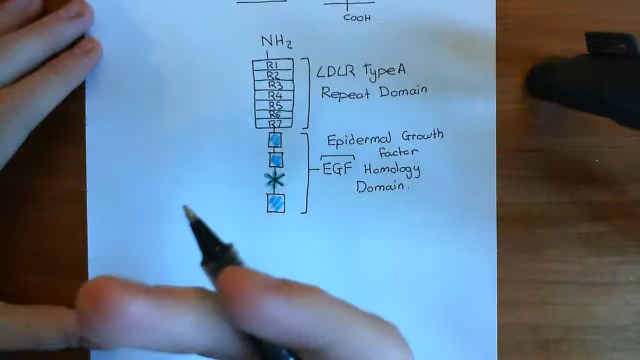 COOH
NH2
R1
R2
R3
R4
R5
R6
R7
LDLR Type A
Repeat Domain
Epidermal Growth
factor
EGF Homology
Domain.